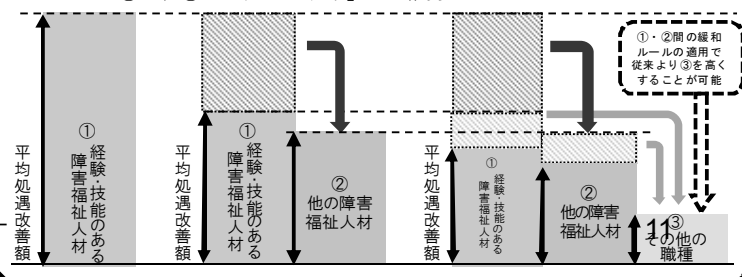 ①・②間の緩和
ルールの適用で
従来より③を高く
することが可能
平均処遇改善額
①
経験・技能のある
障害福祉人材
平均処遇改善額
①
経験・技能のある
障害福祉人材
②
他の障害
福祉人材
平均処遇改善額
①
経験・技能のある
障害福祉人材
②
他の障害
福祉人材
③
その他の
職種
11